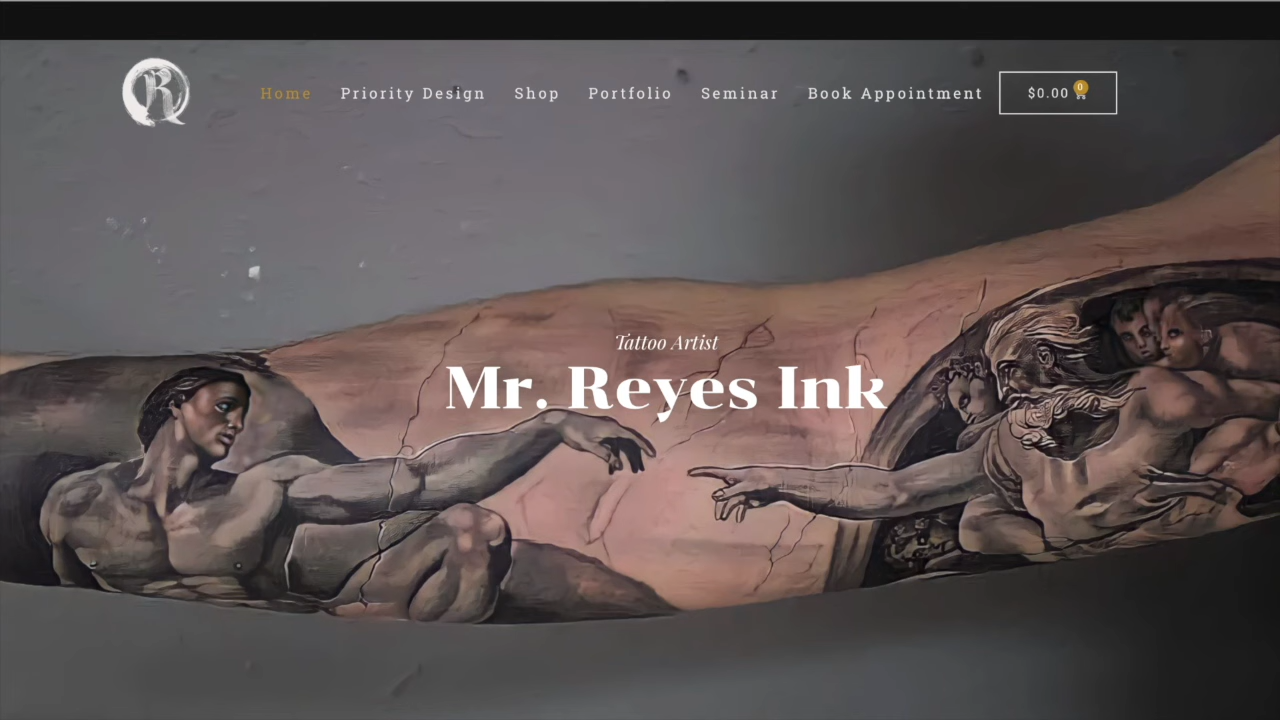 R
Home Priority Design Shop Portfolio Seminar Book Appointment $0.00 0
Tattoo Artist
Mr. Reyes Ink